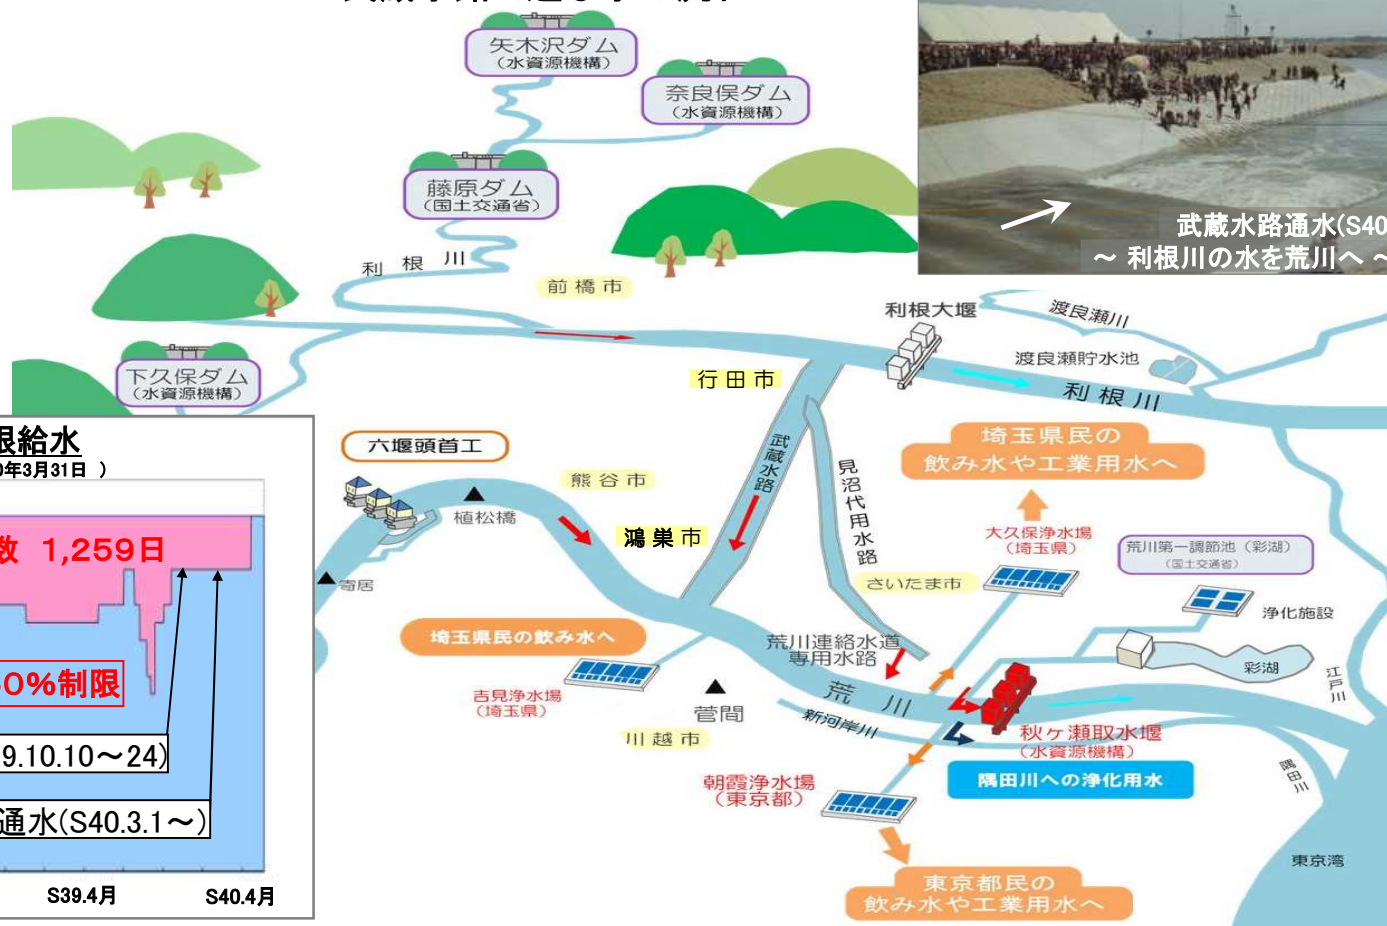 矢木沢ダム
(水資源機構)
奈良俣ダム
(水資源機構)
藤原ダム
(国土交通省)
武蔵水路通水(S40
～ 利根川の水を荒川へ ～
利根川
前橋市
利根大堰
渡良瀬川
渡良瀬貯水池
下久保ダム
(水資源機構)
行田市
利根川
限給水
0年3月31日 )
数 1,259日
0%制限
9.10.10～24)
通水(S40.3.1～)
S39.4月
S40.4月
六堰頭首工
植松橋
熊谷市
寄居
鴻巣市
武蔵水路
見沼代用水路
埼玉県民の
飲み水や工業用水へ
大久保浄水場
(埼玉県)
荒川第一調節池（彩湖）
(国土交通省)
さいたま市
浄化施設
埼玉県民の飲み水へ
荒川連絡水道
専用水路
彩湖
江戸川
吉見浄水場
(埼玉県)
菅間
荒川
新河岸川
川越市
秋ヶ瀬取水堰
(水資源機構)
朝霞浄水場
(東京都)
隅田川への浄化用水
隅田川
東京湾
東京都民の
飲み水や工業用水へ